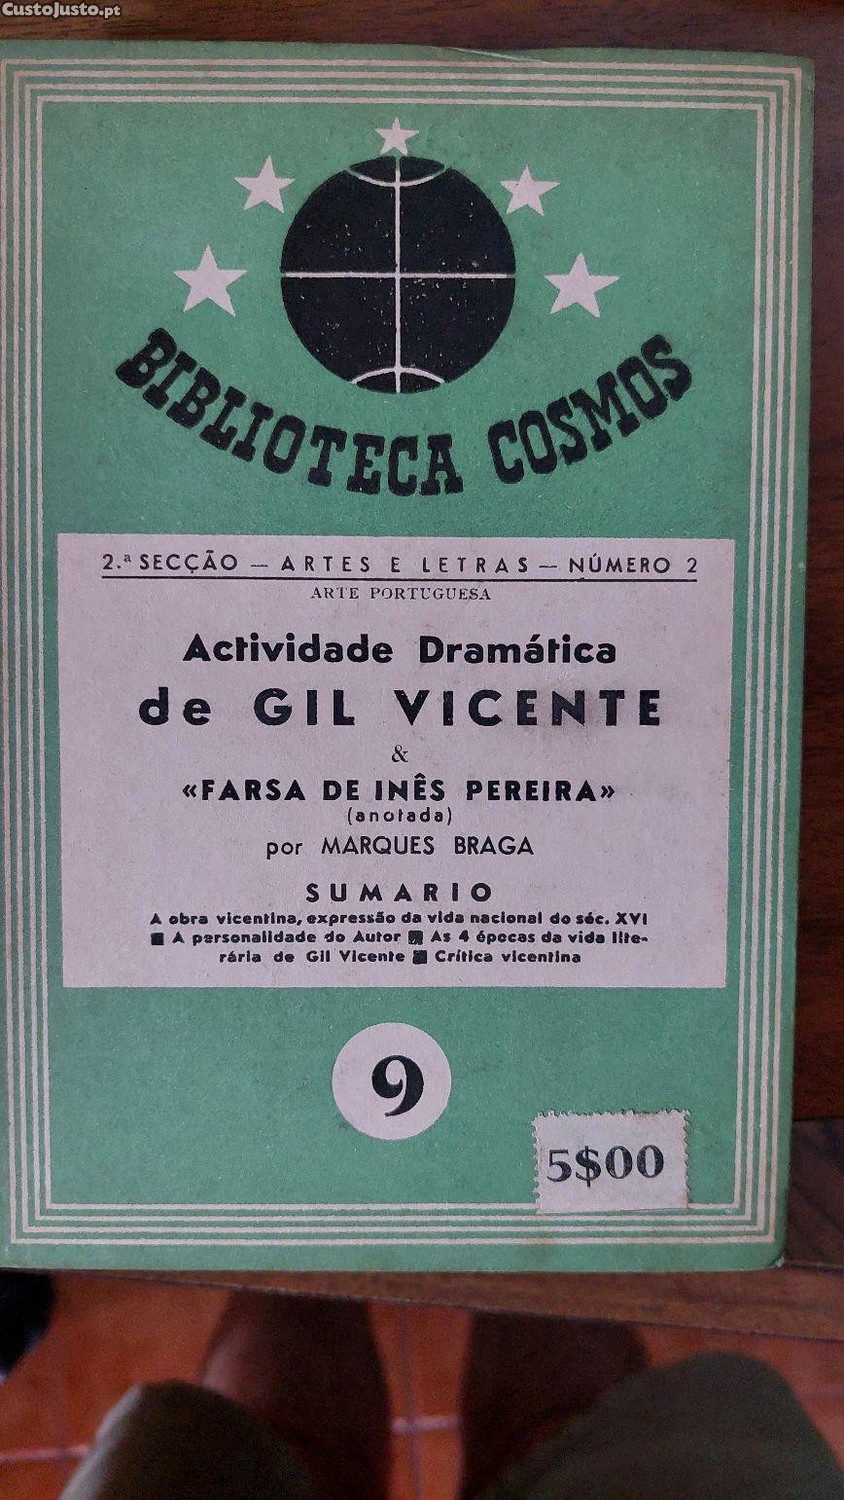 CustoJusto.pt
BIBLIOTECA COSMOS
2.ª SECÇÃO — ARTES E LETRAS — NÚMERO 2
ARTE PORTUGUESA
Actividade Dramática
de GIL VICENTE
&
«FARSA DE INÊS PEREIRA»
(anotada)
por MARQUES BRAGA
SUMARIO
A obra vicentina, expressão da vida nacional do séc. XVI
■ A personalidade do Autor ■ As 4 épocas da vida lite-
rária de Gil Vicente ■ Crítica vicentina
9
5$00